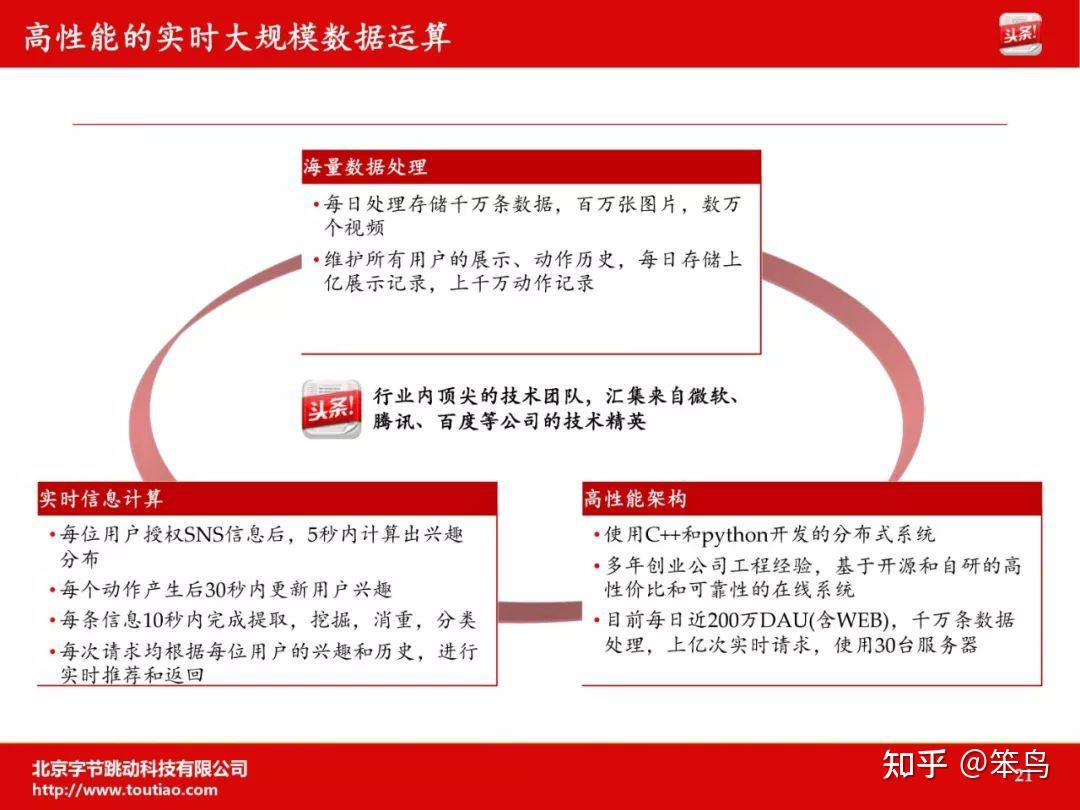 高性能的实时大规模数据运算
头条!
海量数据处理
•每日处理存储千万条数据，百万张图片，数万
个视频
•维护所有用户的展示、动作历史，每日存储上
亿展示记录，上千万动作记录
头条!
行业内顶尖的技术团队，汇集来自微软、
腾讯、百度等公司的技术精英
实时信息计算
•每位用户授权SNS信息后，5秒内计算出兴趣
分布
•每个动作产生后30秒内更新用户兴趣
•每条信息10秒内完成提取，挖掘，消重，分类
•每次请求均根据每位用户的兴趣和历史，进行
实时推荐和返回
高性能架构
•使用C++和python开发的分布式系统
•多年创业公司工程经验，基于开源和自研的高
性价比和可靠性的在线系统
•目前每日近200万DAU(含WEB)，千万条数据
处理，上亿次实时请求，使用30台服务器
北京字节跳动科技有限公司
http://www.toutiao.com
知乎 @笨鸟
21